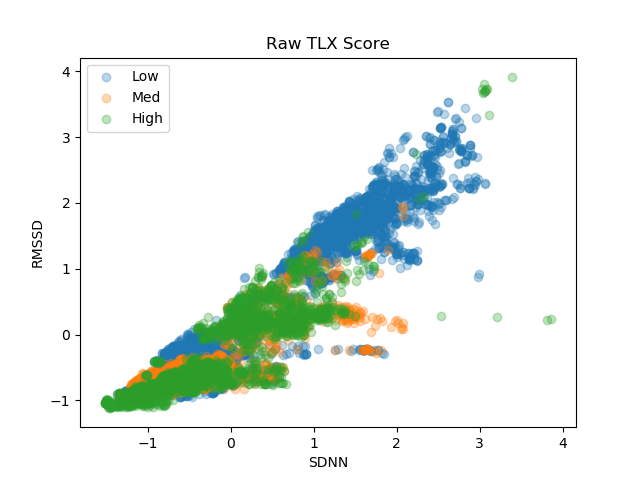 Raw TLX Score
Low
Med
High
RMSSD
4
3
2
1
0
−1
−1 0 1 2 3 4
SDNN